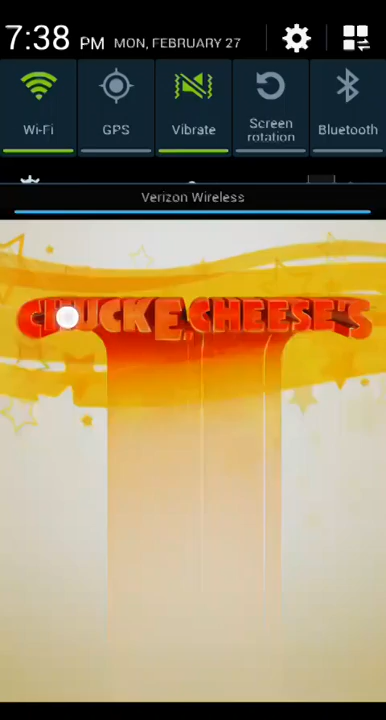 7:38 PM MON, FEBRUARY 27
Wi-Fi
GPS
Vibrate
Screen rotation
Bluetooth
Verizon Wireless
CHUCK E. CHEESE'S